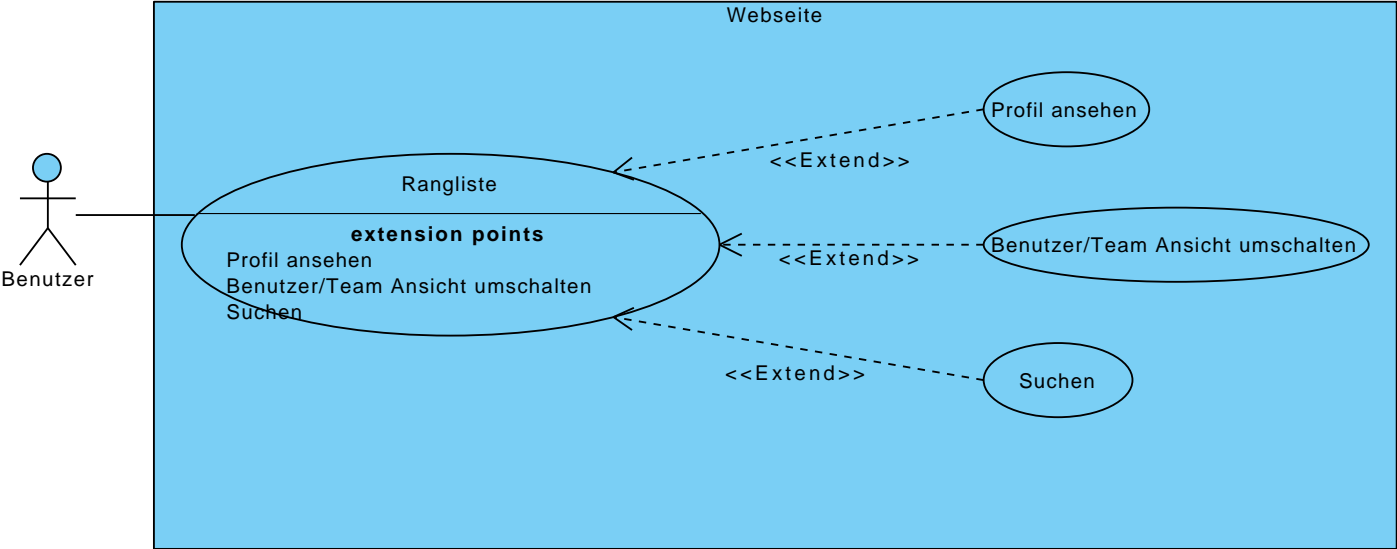 Webseite
Profil ansehen
<<Extend>>
Rangliste
extension points
Profil ansehen
Benutzer/Team Ansicht umschalten
Suchen
Benutzer/Team Ansicht umschalten
<<Extend>>
Benutzer
<<Extend>>
Suchen